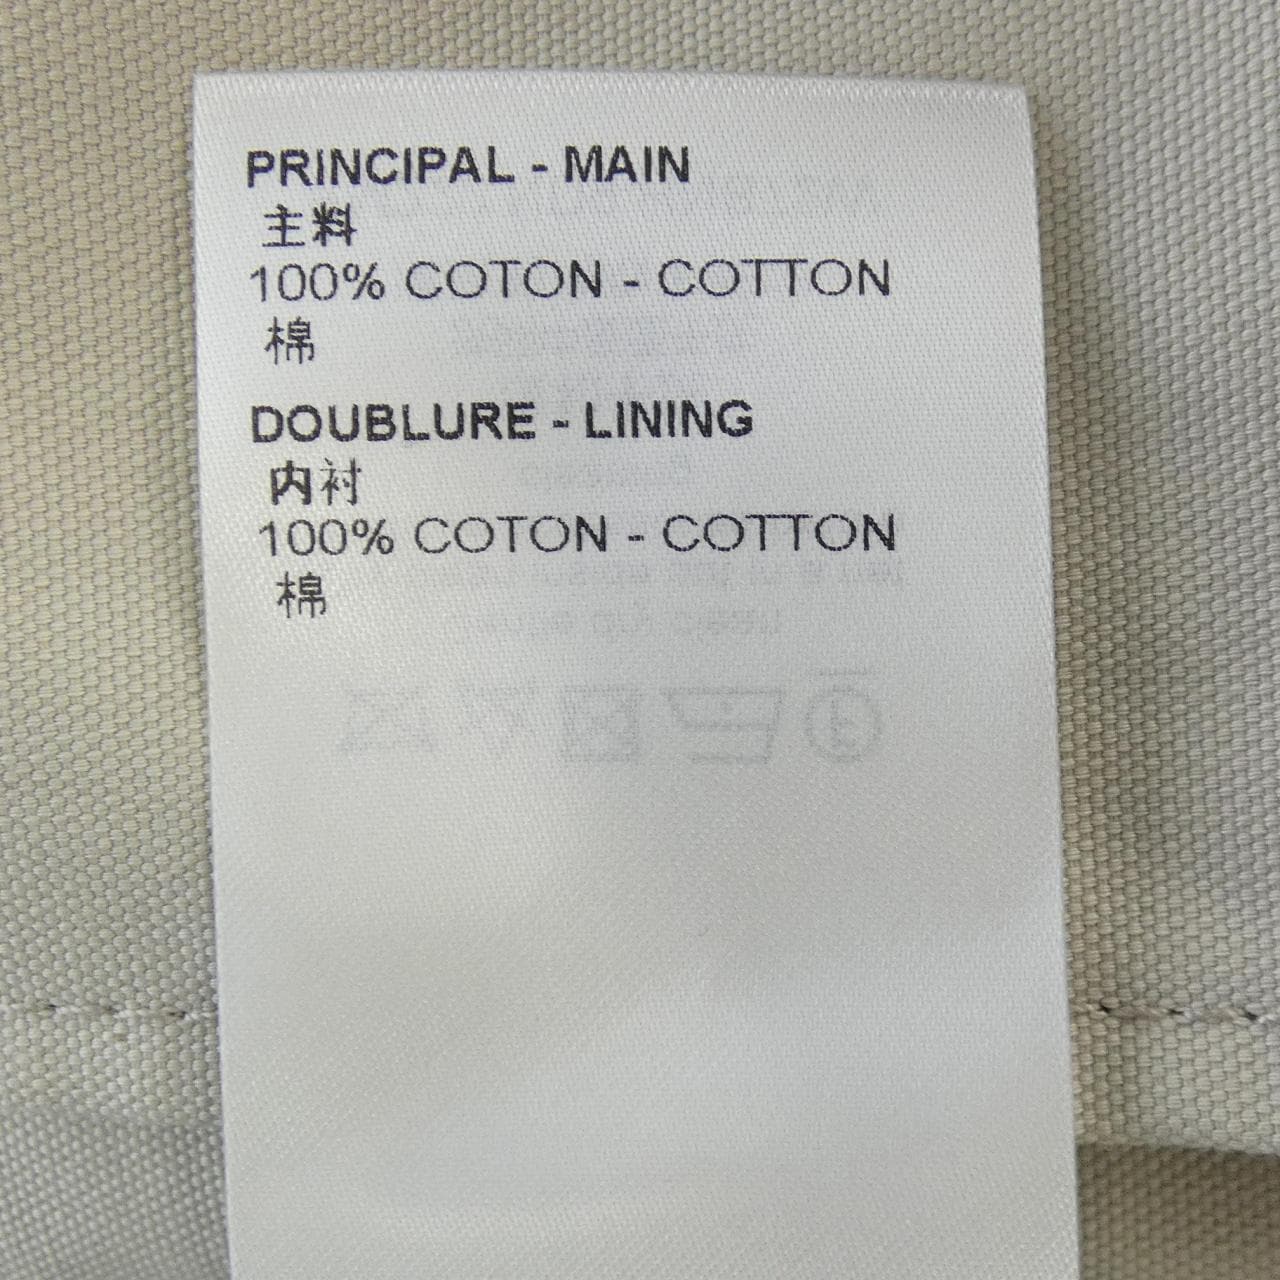 PRINCIPAL - MAIN
主料
100% COTON - COTTON
棉
DOUBLURE - LINING
内衬
100% COTON - COTTON
棉